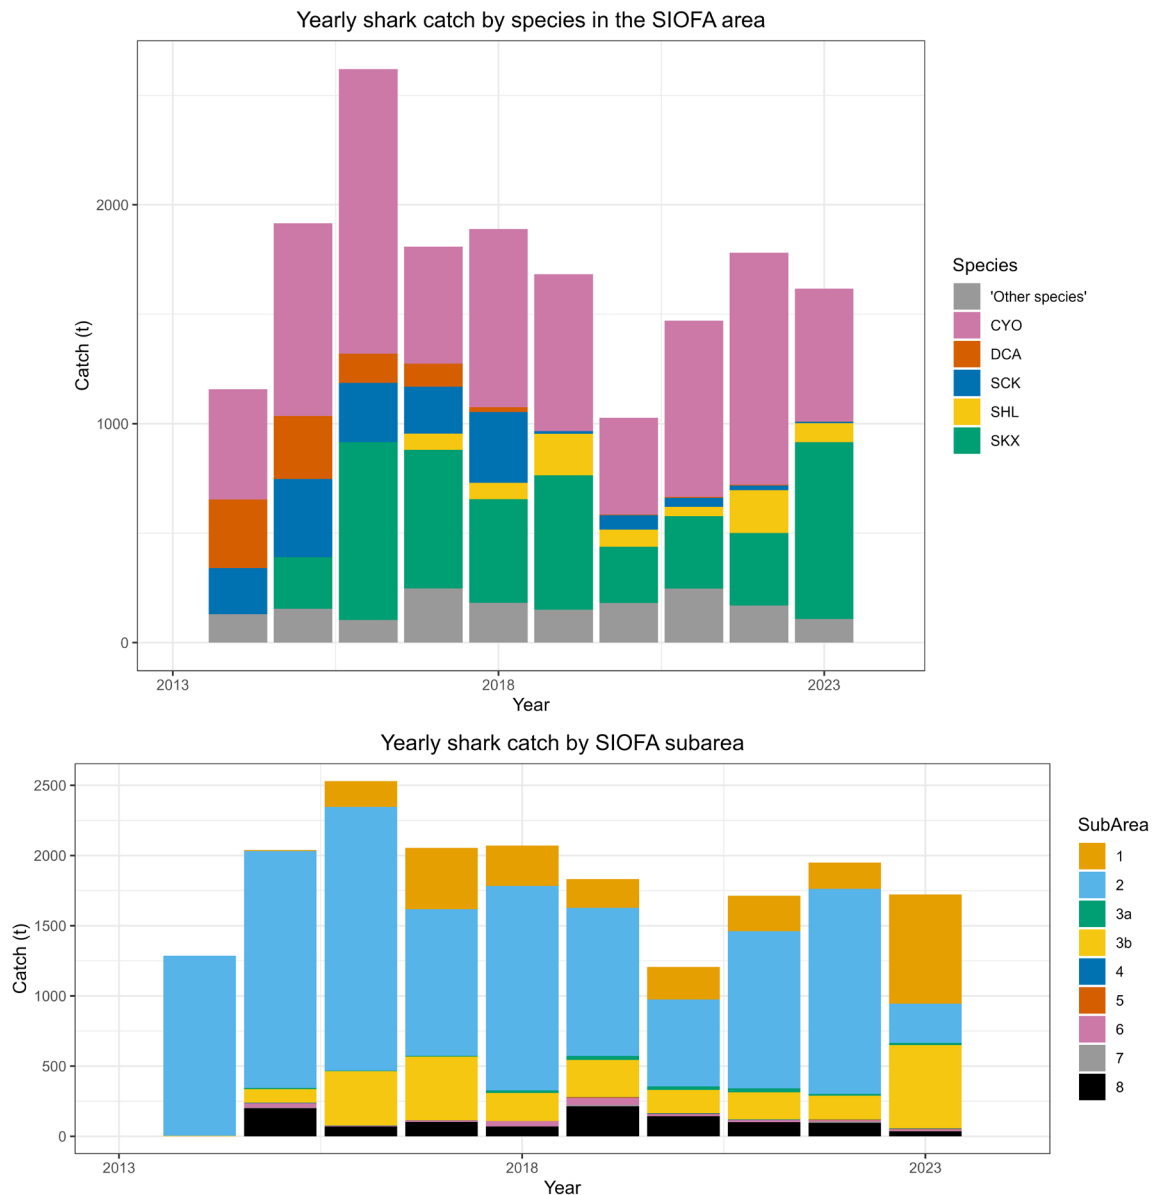 Yearly shark catch by species in the SIOFA area
Catch (t)
2000
1000
0
2013
2018
2023
Year
Species
'Other species'
CYO
DCA
SCK
SHL
SKX
Yearly shark catch by SIOFA subarea
Catch (t)
2500
2000
1500
1000
500
0
2013
2018
2023
Year
SubArea
1
2
3a
3b
4
5
6
7
8